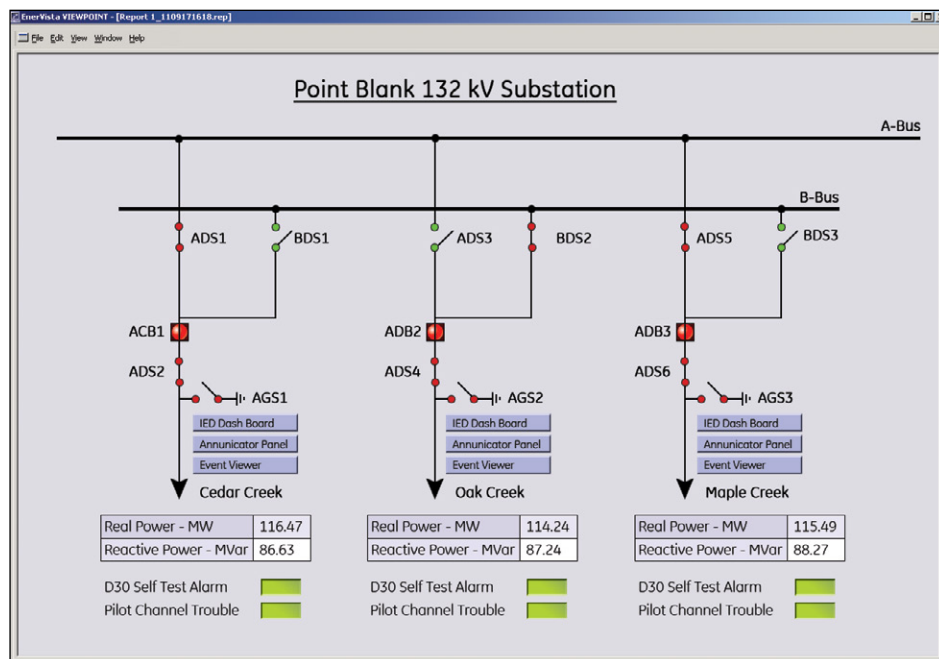 EnerVista VIEWPOINT - [Report 1_1109171618.rep]
File Edit View Window Help
Point Blank 132 kV Substation
A-Bus
B-Bus
ADS1 BDS1 ADS3 BDS2 ADS5 BDS3
ACB1 ADB2 ADB3
ADS2 ADS4 ADS6
AGS1 AGS2 AGS3
IED Dash Board IED Dash Board IED Dash Board
Annunicator Panel Annunicator Panel Annunicator Panel
Event Viewer Event Viewer Event Viewer
Cedar Creek Oak Creek Maple Creek
Real Power - MW 116.47 Real Power - MW 114.24 Real Power - MW 115.49
Reactive Power - MVar 86.63 Reactive Power - MVar 87.24 Reactive Power - MVar 88.27
D30 Self Test Alarm D30 Self Test Alarm D30 Self Test Alarm
Pilot Channel Trouble Pilot Channel Trouble Pilot Channel Trouble